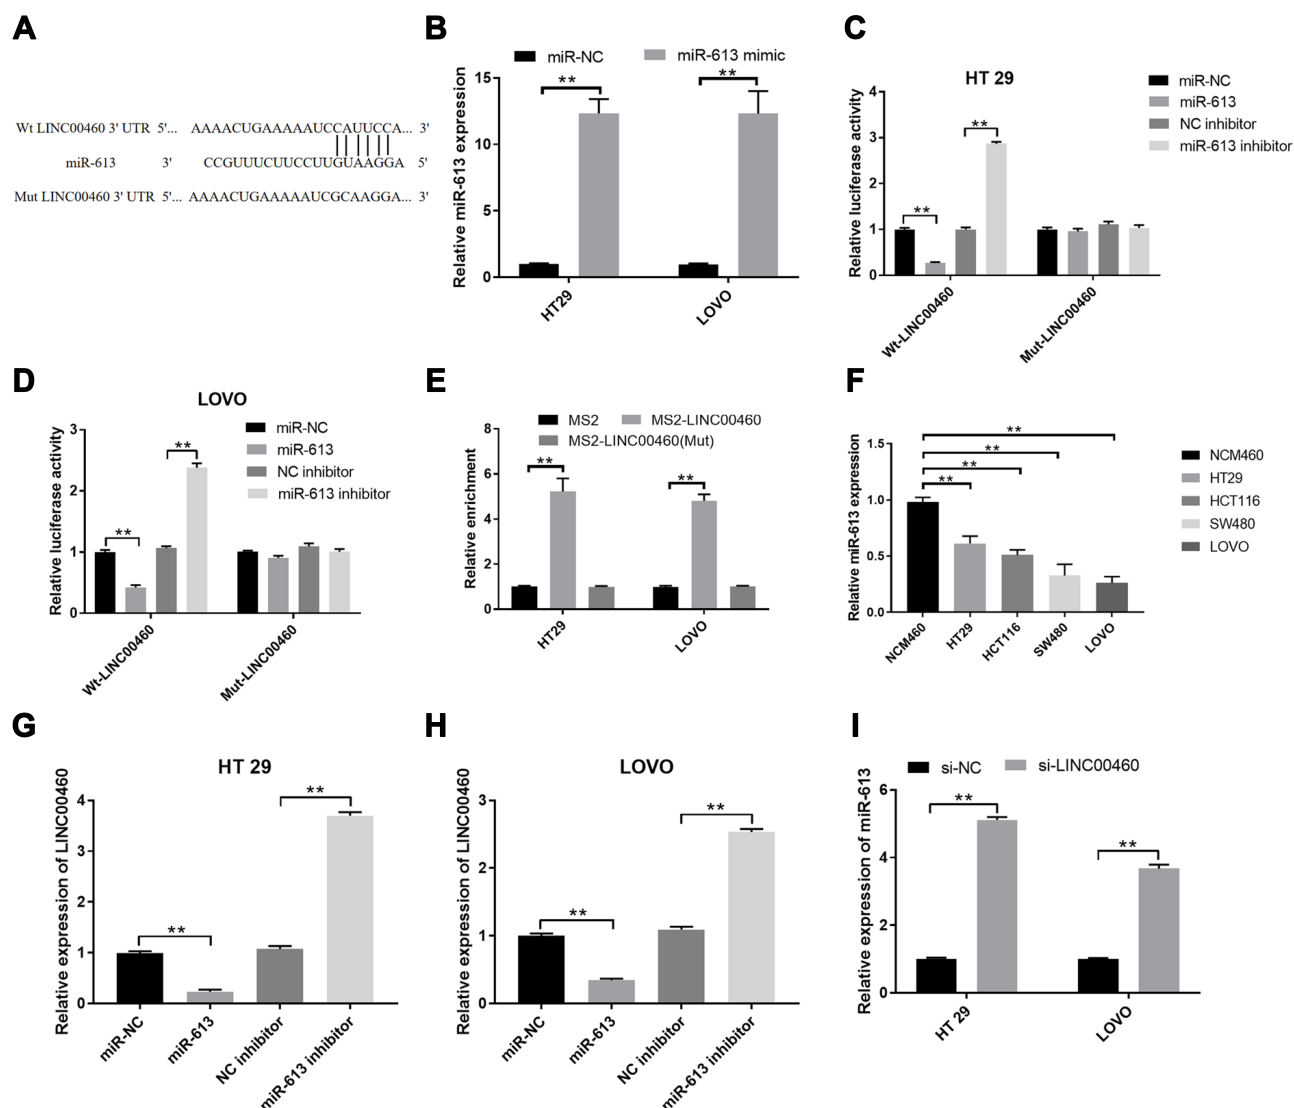 A
Wt LINC00460 3' UTR 5'... AAAACUGAAAAAUCCAUUCCA... 3'
miR-613 3' CCGUUUCUUCCUUGUAAGGA 5'
Mut LINC00460 3' UTR 5'... AAAACUGAAAAAUCGCAAGGA... 3'
B
miR-NC miR-613 mimic
Relative miR-613 expression
15
10
5
0
** **
HT29 LOVO
C
HT 29
Relative luciferase activity
4
3
2
1
0
** **
miR-NC
miR-613
NC inhibitor
miR-613 inhibitor
Wt-LINC00460 Mut-LINC00460
D
LOVO
Relative luciferase activity
3
2
1
0
** **
miR-NC
miR-613
NC inhibitor
miR-613 inhibitor
Wt-LINC00460 Mut-LINC00460
E
MS2 MS2-LINC00460
MS2-LINC00460(Mut)
Relative enrichment
8
6
4
2
0
** **
HT29 LOVO
F
Relative miR-613 expression
1.5
1.0
0.5
0.0
**
**
**
**
NCM460
HT29
HCT116
SW480
LOVO
NCM460 HT29 HCT116 SW480 LOVO
G
HT 29
Relative expression of LINC00460
4
3
2
1
0
** **
miR-NC miR-613 NC inhibitor miR-613 inhibitor
H
LOVO
Relative expression of LINC00460
3
2
1
0
** **
miR-NC miR-613 NC inhibitor miR-613 inhibitor
I
si-NC si-LINC00460
Relative expression of miR-613
6
4
2
0
** **
HT 29 LOVO